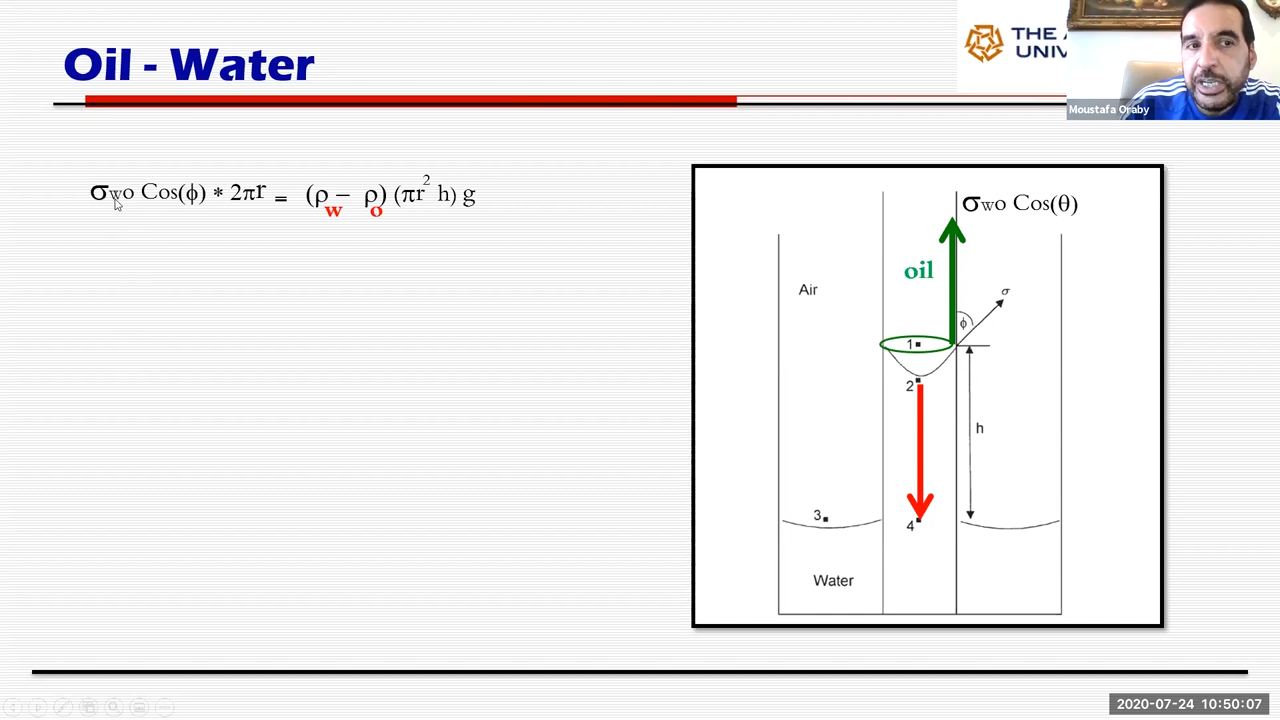 Oil - Water
THE
UNIV
Moustafa Oraby
σwo Cos(ϕ) * 2πr = (ρw – ρo) (πr² h) g
σwo Cos(θ)
oil
Air
σ
ϕ
1
2
h
3
4
Water
2020-07-24 10:50:07